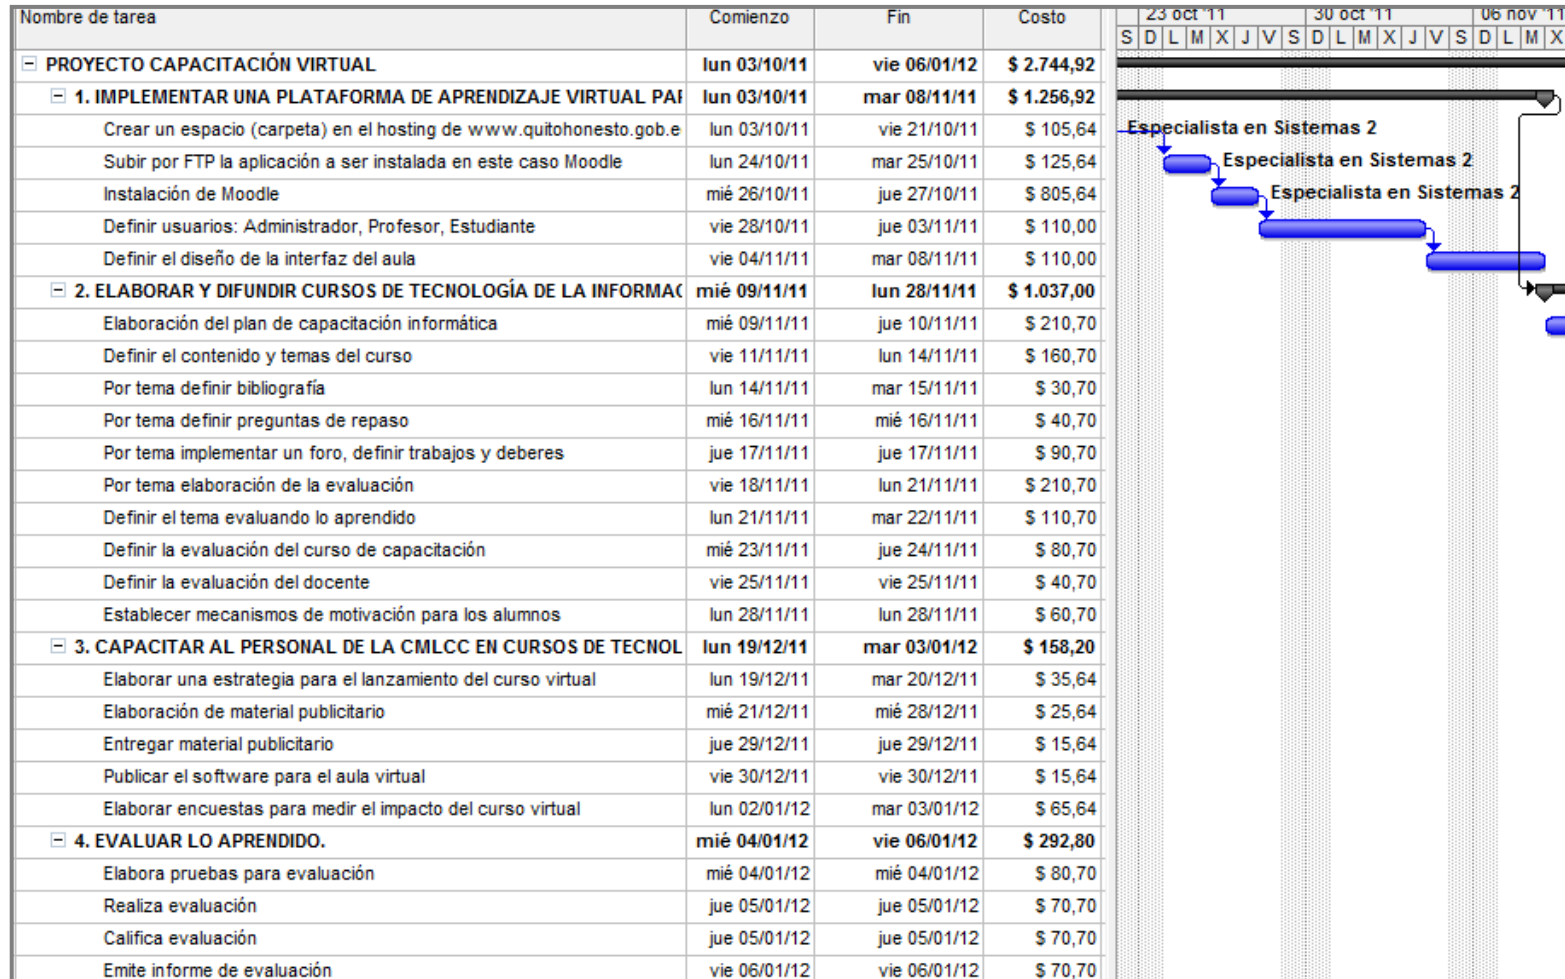 Nombre de tarea Comienzo Fin Costo 23 oct '11 30 oct '11 06 nov '11
S D L M X J V S D L M X J V S D L M X
PROYECTO CAPACITACIÓN VIRTUAL lun 03/10/11 vie 06/01/12 $ 2.744,92
1. IMPLEMENTAR UNA PLATAFORMA DE APRENDIZAJE VIRTUAL PAR lun 03/10/11 mar 08/11/11 $ 1.256,92
Crear un espacio (carpeta) en el hosting de www.quitohonesto.gob.e lun 03/10/11 vie 21/10/11 $ 105,64 Especialista en Sistemas 2
Subir por FTP la aplicación a ser instalada en este caso Moodle lun 24/10/11 mar 25/10/11 $ 125,64 Especialista en Sistemas 2
Instalación de Moodle mié 26/10/11 jue 27/10/11 $ 805,64 Especialista en Sistemas 2
Definir usuarios: Administrador, Profesor, Estudiante vie 28/10/11 jue 03/11/11 $ 110,00
Definir el diseño de la interfaz del aula vie 04/11/11 mar 08/11/11 $ 110,00
2. ELABORAR Y DIFUNDIR CURSOS DE TECNOLOGÍA DE LA INFORMAC mié 09/11/11 lun 28/11/11 $ 1.037,00
Elaboración del plan de capacitación informática mié 09/11/11 jue 10/11/11 $ 210,70
Definir el contenido y temas del curso vie 11/11/11 lun 14/11/11 $ 160,70
Por tema definir bibliografía lun 14/11/11 mar 15/11/11 $ 30,70
Por tema definir preguntas de repaso mié 16/11/11 mié 16/11/11 $ 40,70
Por tema implementar un foro, definir trabajos y deberes jue 17/11/11 jue 17/11/11 $ 90,70
Por tema elaboración de la evaluación vie 18/11/11 lun 21/11/11 $ 210,70
Definir el tema evaluando lo aprendido lun 21/11/11 mar 22/11/11 $ 110,70
Definir la evaluación del curso de capacitación mié 23/11/11 jue 24/11/11 $ 80,70
Definir la evaluación del docente vie 25/11/11 vie 25/11/11 $ 40,70
Establecer mecanismos de motivación para los alumnos lun 28/11/11 lun 28/11/11 $ 60,70
3. CAPACITAR AL PERSONAL DE LA CMLCC EN CURSOS DE TECNOL lun 19/12/11 mar 03/01/12 $ 158,20
Elaborar una estrategia para el lanzamiento del curso virtual lun 19/12/11 mar 20/12/11 $ 35,64
Elaboración de material publicitario mié 21/12/11 mié 28/12/11 $ 25,64
Entregar material publicitario jue 29/12/11 jue 29/12/11 $ 15,64
Publicar el software para el aula virtual vie 30/12/11 vie 30/12/11 $ 15,64
Elaborar encuestas para medir el impacto del curso virtual lun 02/01/12 mar 03/01/12 $ 65,64
4. EVALUAR LO APRENDIDO. mié 04/01/12 vie 06/01/12 $ 292,80
Elabora pruebas para evaluación mié 04/01/12 mié 04/01/12 $ 80,70
Realiza evaluación jue 05/01/12 jue 05/01/12 $ 70,70
Califica evaluación jue 05/01/12 jue 05/01/12 $ 70,70
Emite informe de evaluación vie 06/01/12 vie 06/01/12 $ 70,70